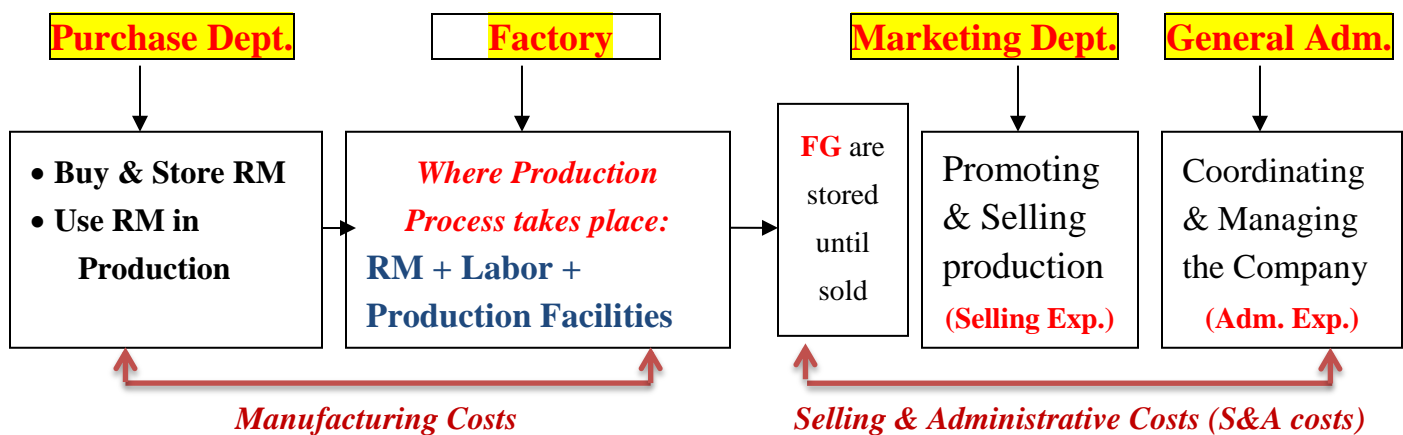 Purchase Dept.
Factory
Marketing Dept.
General Adm.
• Buy & Store RM
• Use RM in
Production
Where Production
Process takes place:
RM + Labor +
Production Facilities
FG are
stored
until
sold
Promoting
& Selling
production
(Selling Exp.)
Coordinating
& Managing
the Company
(Adm. Exp.)
Manufacturing Costs
Selling & Administrative Costs (S&A costs)